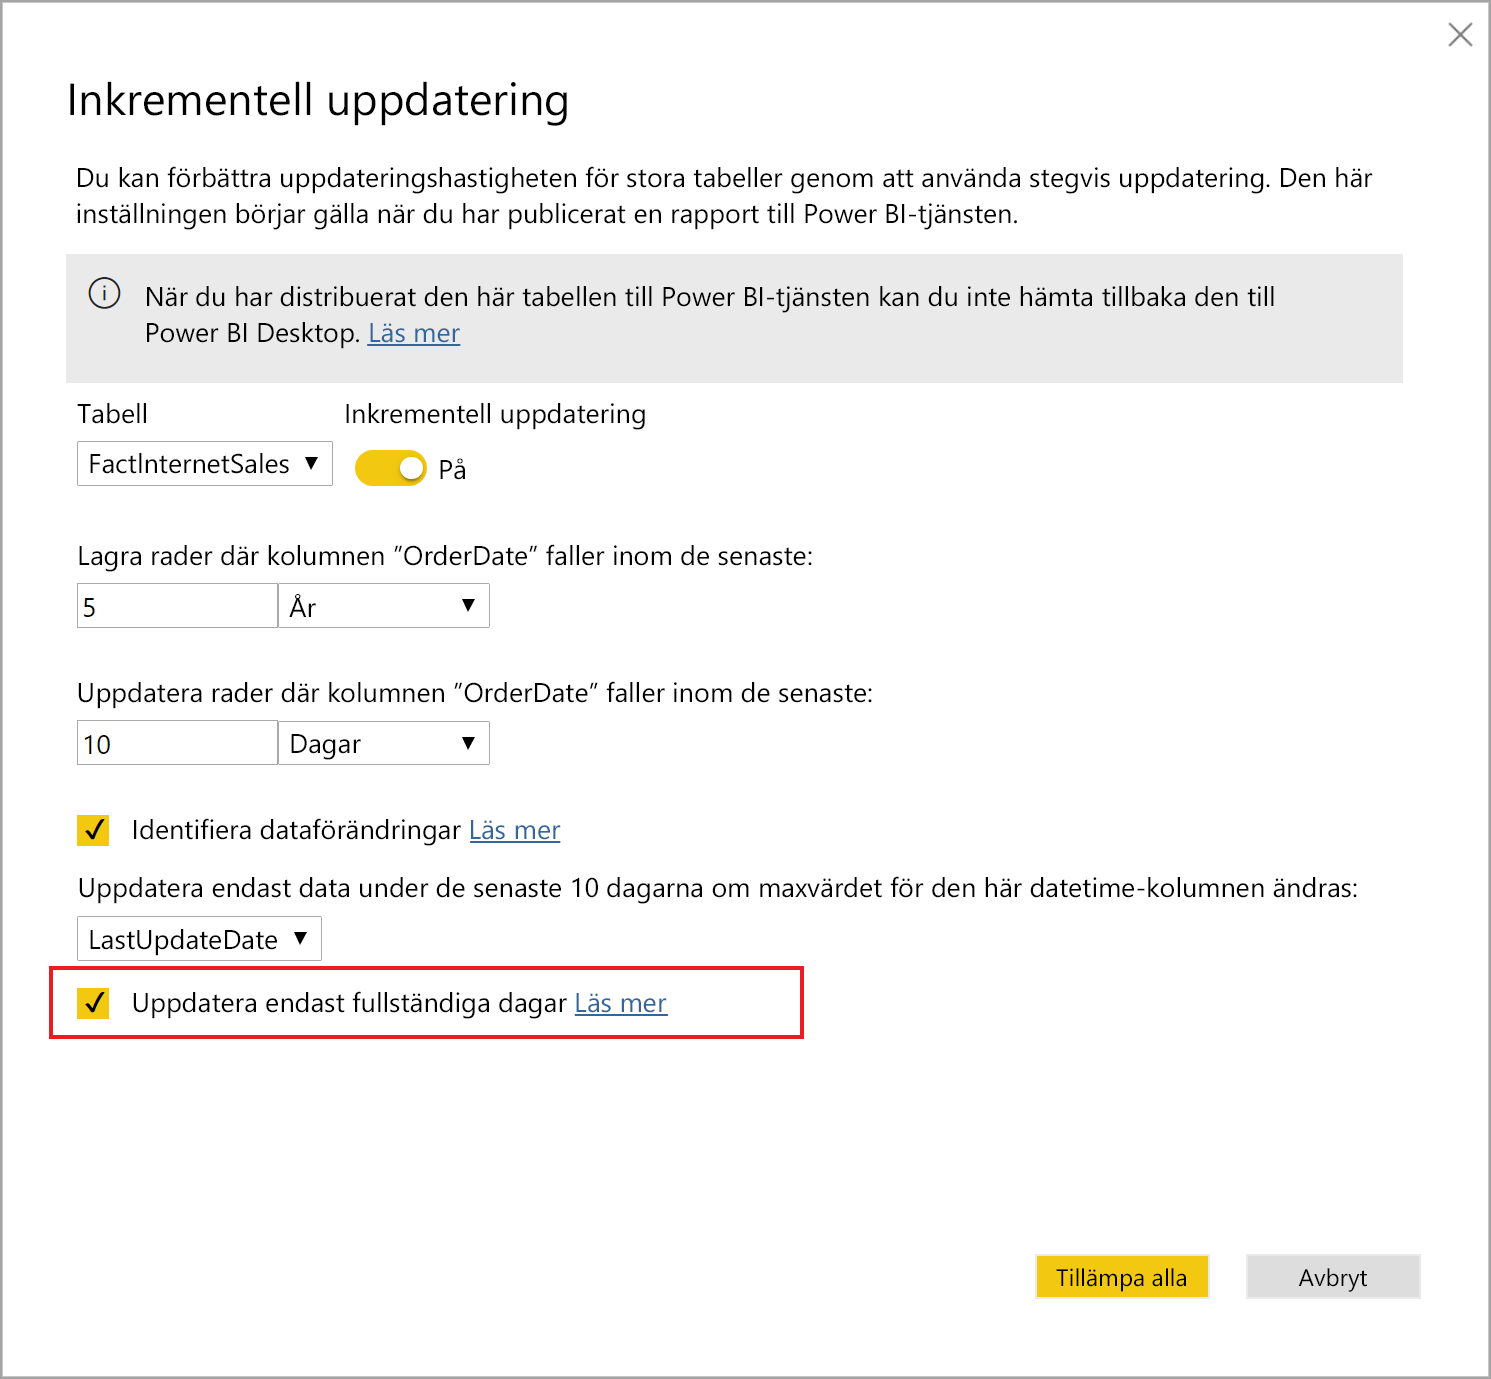 Inkrementell uppdatering
Du kan förbättra uppdateringshastigheten för stora tabeller genom att använda stegvis uppdatering. Den här
inställningen börjar gälla när du har publicerat en rapport till Power BI-tjänsten.
När du har distribuerat den här tabellen till Power BI-tjänsten kan du inte hämta tillbaka den till
Power BI Desktop. Läs mer
Tabell Inkrementell uppdatering
FactInternetSales På
Lagra rader där kolumnen ”OrderDate” faller inom de senaste:
5 År
Uppdatera rader där kolumnen ”OrderDate” faller inom de senaste:
10 Dagar
Identifiera dataförändringar Läs mer
Uppdatera endast data under de senaste 10 dagarna om maxvärdet för den här datetime-kolumnen ändras:
LastUpdateDate
Uppdatera endast fullständiga dagar Läs mer
Tillämpa alla Avbryt